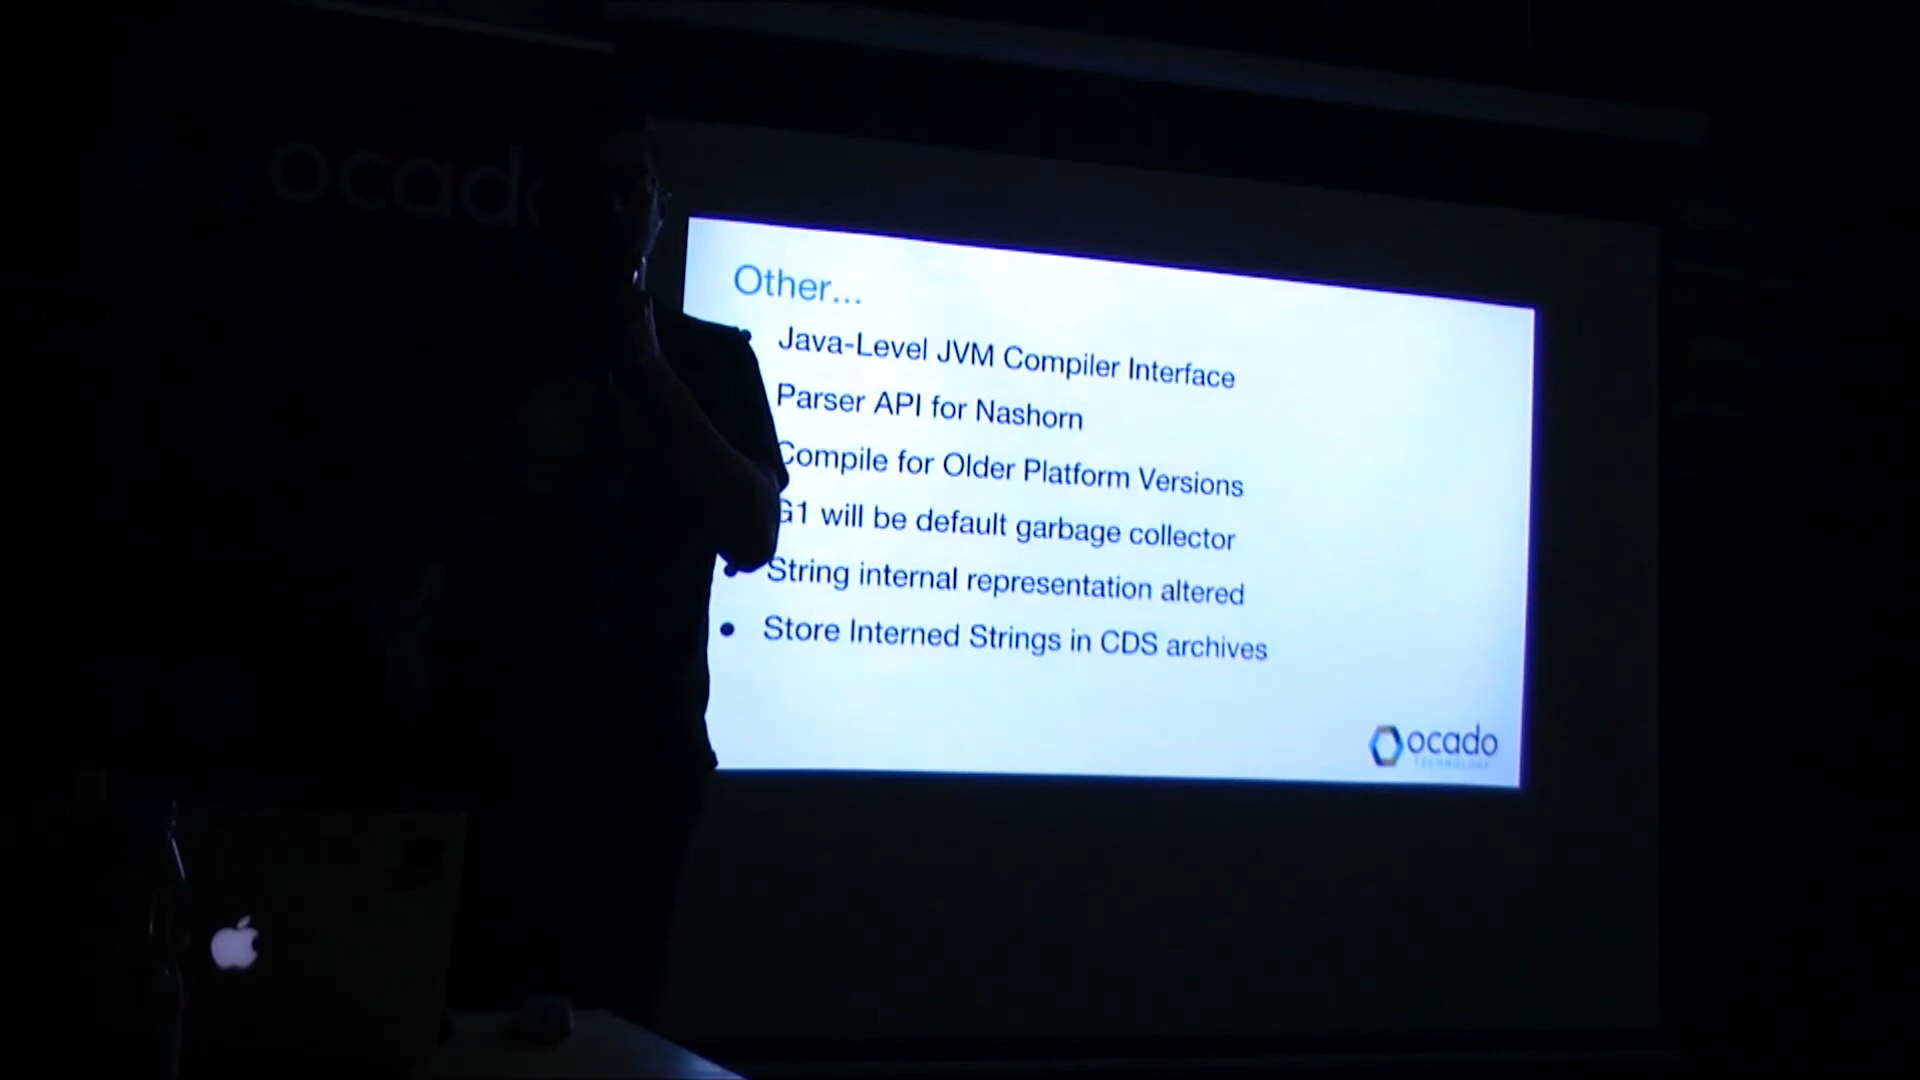 ocado
Other...
Java-Level JVM Compiler Interface
Parser API for Nashorn
Compile for Older Platform Versions
G1 will be default garbage collector
String internal representation altered
Store Interned Strings in CDS archives
ocado
TECHNOLOGY